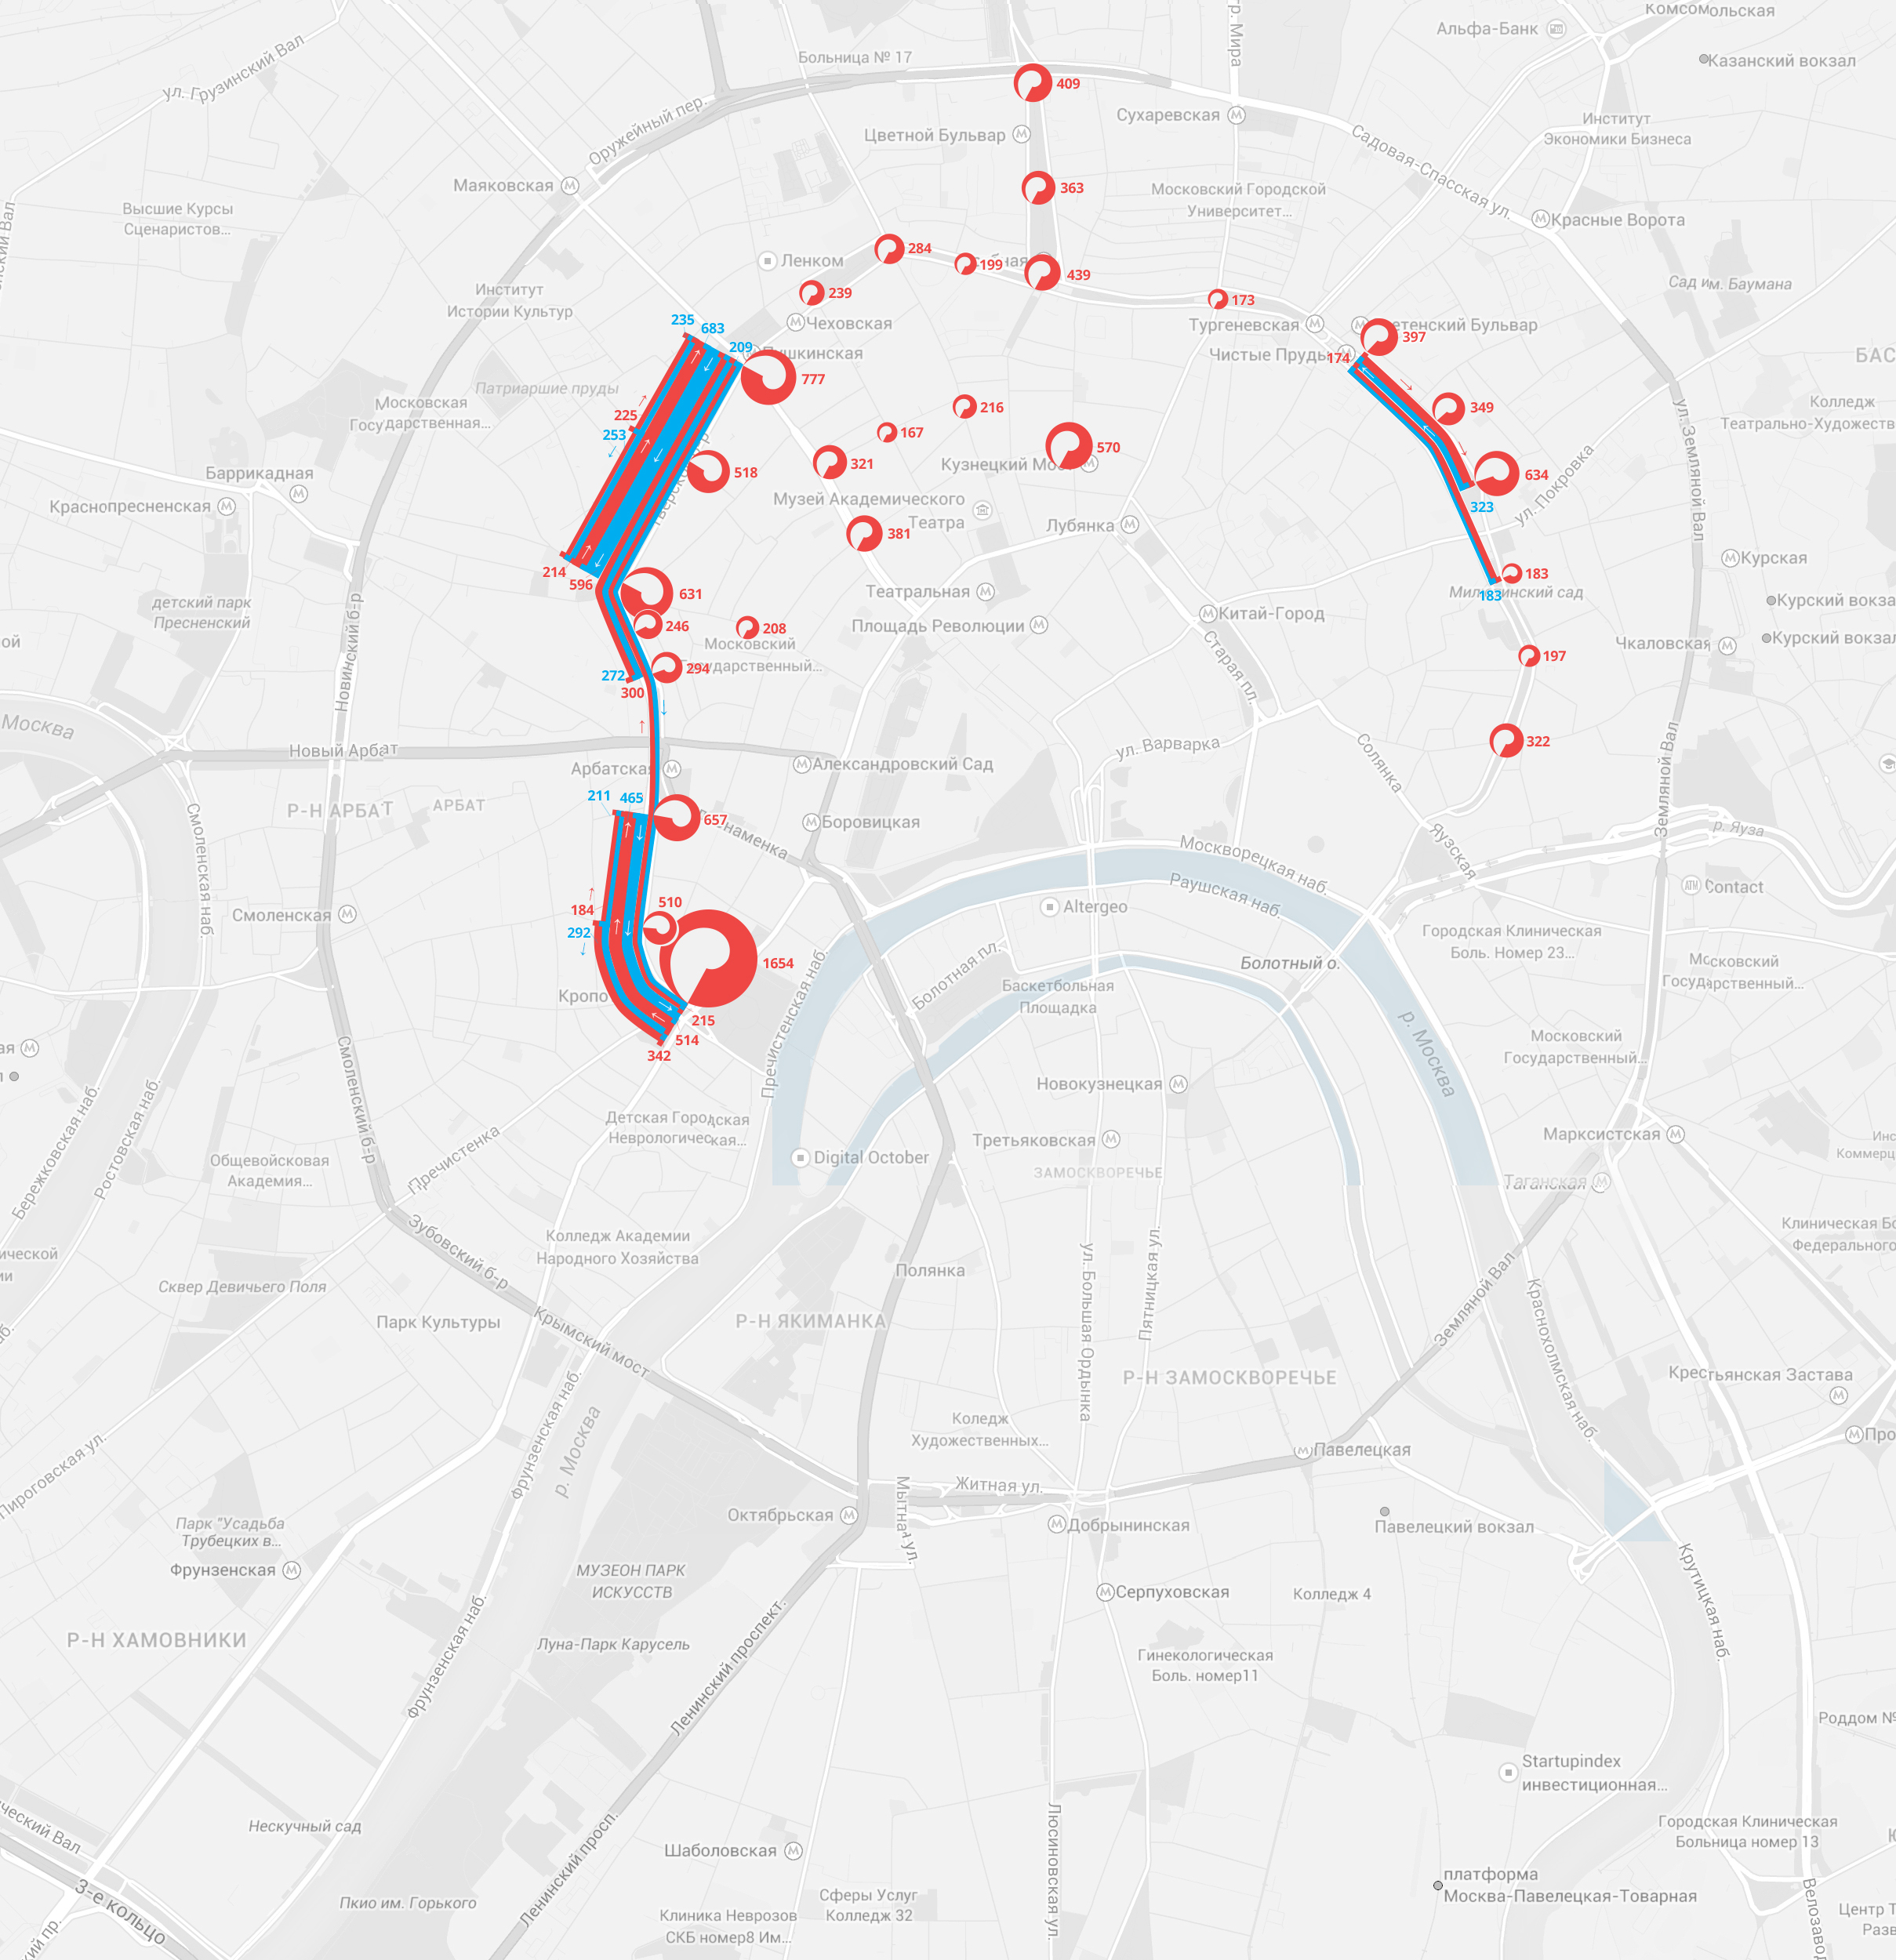 Комсомольская
Альфа-Банк
Казанский вокзал
пр. Мира
Больница № 17
ул. Грузинский Вал
Оружейный пер.
409
Сухаревская
Цветной Бульвар
Институт
Экономики Бизнеса
Садовая-Спасская ул.
Маяковская
363
Московский Городской
Университет...
Высшие Курсы
Сценаристов...
Красные Ворота
284
Ленком
199
439
239
173
Институт
Истории Культур
Сад им. Баумана
Чеховская
Тургеневская
397
235
683
209
174
Чистые Пруды
777
Патриаршие пруды
Московская
Государственная...
225
253
216
349
167
321
570
518
Колледж
Театрально-Художеств
ул. Земляной Вал
Баррикадная
Краснопресненская
Музей Академического
Театра
Кузнецкий Мос
634
323
ул. Покровка
381
Лубянка
Курская
214
596
183
183
Театральная
631
детский парк
Пресненский
Курский вокза
Курский вокзал
246
208
Площадь Революции
Китай-Город
Московский
Государственный...
Чкаловская
197
272
300
294
Новинский б-р
Старая пл.
Москва
Новый Арбат
322
ул. Варварка
Солянка
Арбатская
Александровский Сад
Земляной Вал
211
465
657
Р-Н АРБАТ
АРБАТ
Боровицкая
Знаменка
р. Яуза
Яузская
Смоленская наб.
Москворецкая наб.
Раушская наб.
Contact
Смоленская
184
292
510
1654
Altergeo
Городская Клиническая
Боль. Номер 23...
Болотная пл.
Болотный о.
Московский
Государственный...
Баскетбольная
Площадка
Кропо
215
514
342
Пречистенская наб.
р. Москва
Московский
Государственный...
Смоленский б-р
Новокузнецкая
Бережковская наб.
Ростовская наб.
Детская Городская
Неврологическая...
Третьяковская
Марксистская
Digital October
Общевойсковая
Академия...
Пречистенка
ЗАМОСКВОРЕЧЬЕ
Таганская
Зубовский б-р
Колледж Академии
Народного Хозяйства
Полянка
Сквер Девичьего Поля
Парк Культуры
Р-Н ЯКИМАНКА
Крымский мост
ул. Большая Ордынка
Пятницкая ул.
Земляной Вал
Краснохолмская наб.
Р-Н ЗАМОСКВОРЕЧЬЕ
Крестьянская Застава
Фрунзенская наб.
р. Москва
Коледж
Художественных...
Пироговская ул.
Павелецкая
Житная ул.
Мытная ул.
Октябрьская
Добрынинская
Павелецкий вокзал
Парк "Усадьба
Трубецких в...
Фрунзенская
МУЗЕОН ПАРК
ИСКУССТВ
Серпуховская
Колледж 4
Крутицкая наб.
Р-Н ХАМОВНИКИ
Луна-Парк Карусель
Фрунзенская наб.
Ленинский проспект.
Гинекологическая
Боль. номер11
Роддом №
Startupindex
инвестиционная...
Нескучный сад
Ленинский просп.
Люсиновская ул.
Шаболовская
Городская Клиническая
Больница номер 13
платформа
Москва-Павелецкая-Товарная
3-е кольцо
Пкио им. Горького
Сферы Услуг
Колледж 32
Клиника Неврозов
СКБ номер8 Им...
Велозавод